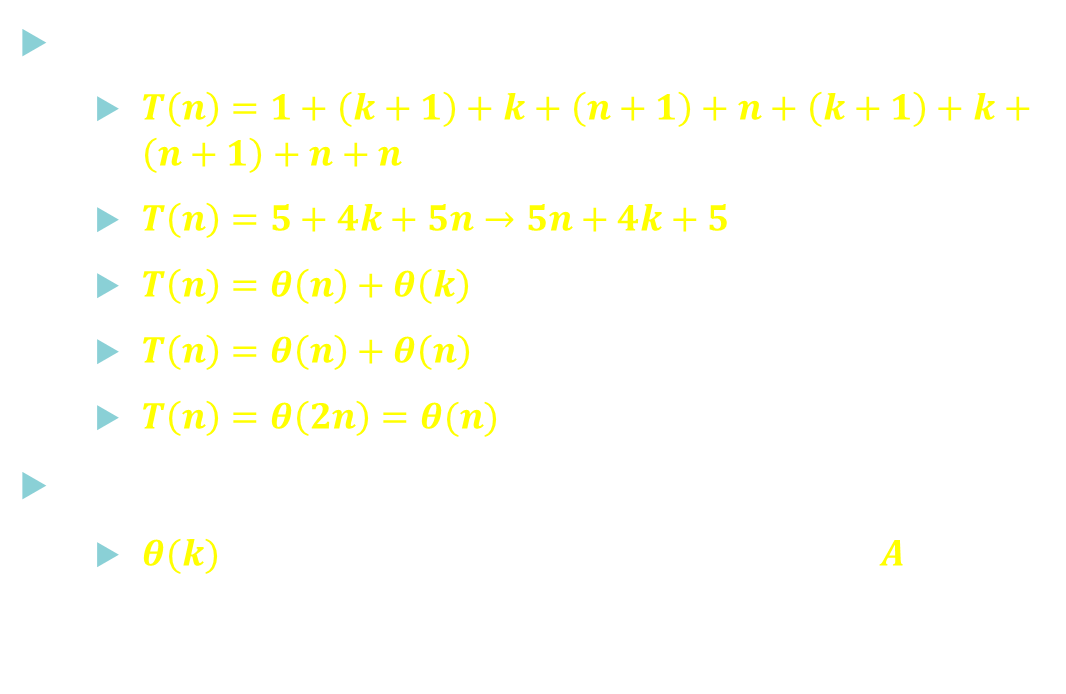 T(n) = 1 + (k + 1) + k + (n + 1) + n + (k + 1) + k +
(n + 1) + n + n
T(n) = 5 + 4k + 5n → 5n + 4k + 5
T(n) = θ(n) + θ(k)
T(n) = θ(n) + θ(n)
T(n) = θ(2n) = θ(n)
θ(k) A